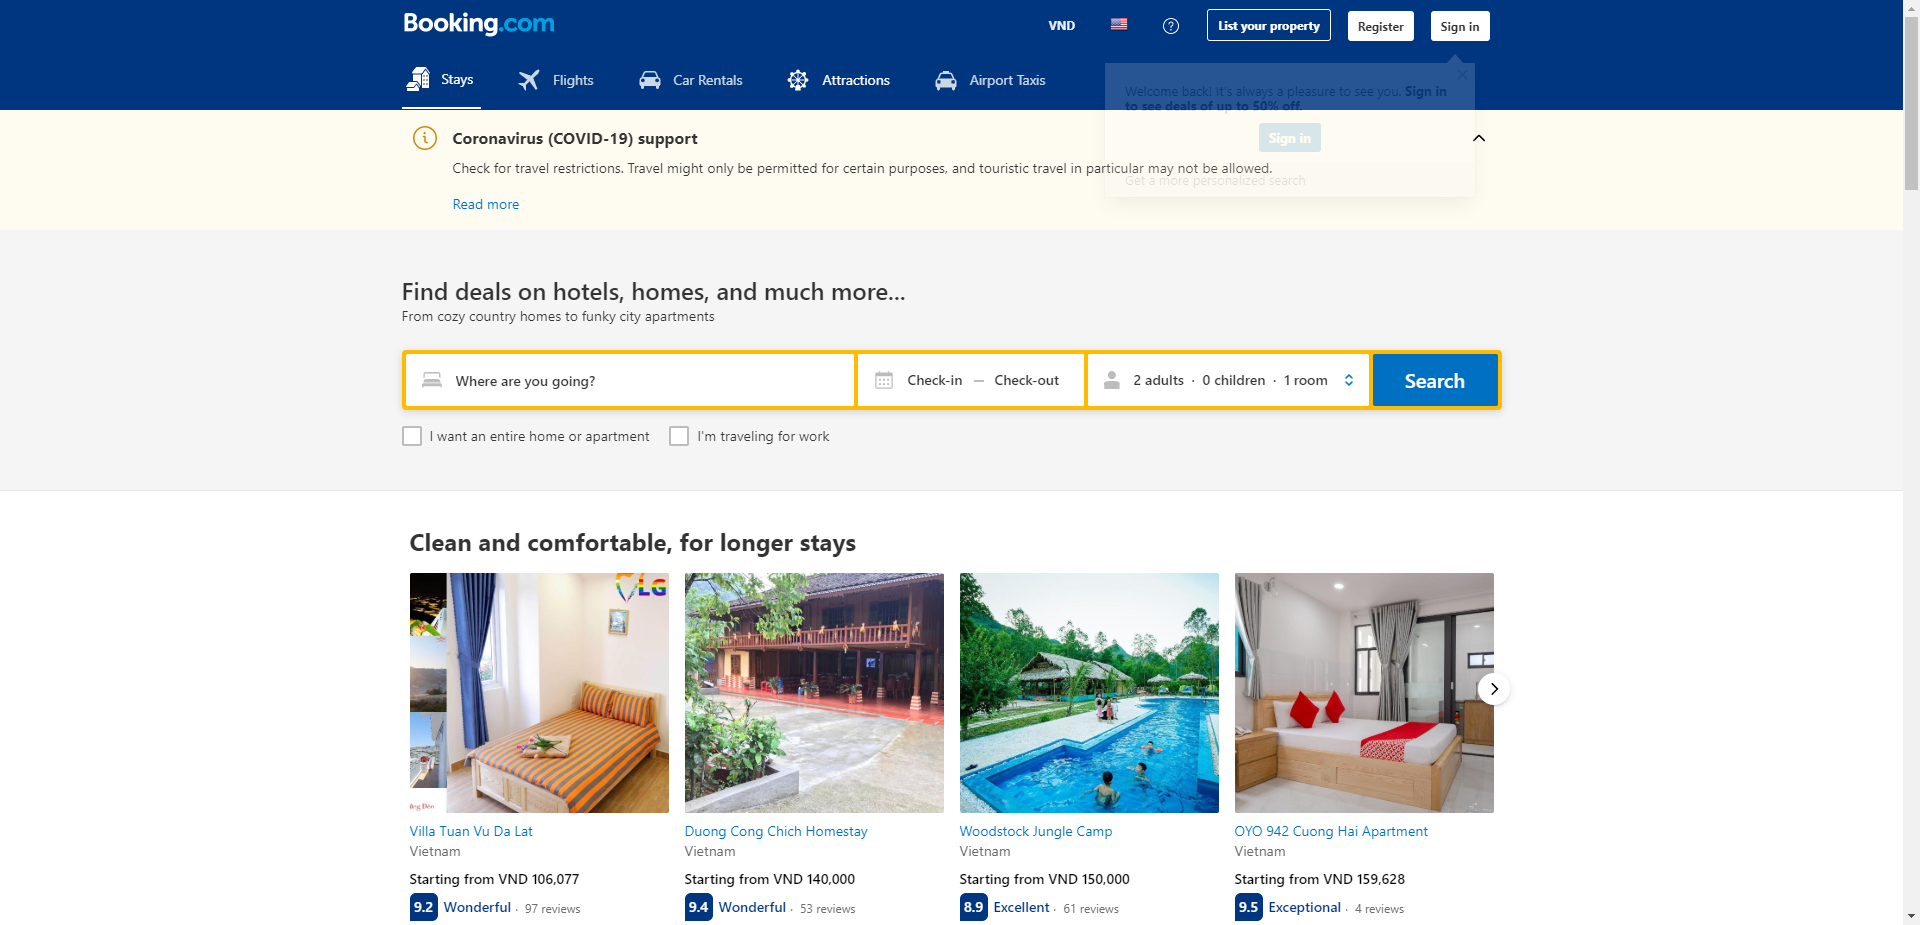 Booking.com
VND
List your property
Register
Sign in
Stays
Flights
Car Rentals
Attractions
Airport Taxis
Welcome back! It's always a pleasure to see you. Sign in
to see deals of up to 50% off.
Sign in
Get a more personalized search
Coronavirus (COVID-19) support
Check for travel restrictions. Travel might only be permitted for certain purposes, and touristic travel in particular may not be allowed.
Read more
Find deals on hotels, homes, and much more...
From cozy country homes to funky city apartments
Where are you going?
Check-in — Check-out
2 adults · 0 children · 1 room
Search
I want an entire home or apartment
I'm traveling for work
Clean and comfortable, for longer stays
LG
Villa Tuan Vu Da Lat
Vietnam
Starting from VND 106,077
9.2 Wonderful · 97 reviews
Duong Cong Chich Homestay
Vietnam
Starting from VND 140,000
9.4 Wonderful · 53 reviews
Woodstock Jungle Camp
Vietnam
Starting from VND 150,000
8.9 Excellent · 61 reviews
OYO 942 Cuong Hai Apartment
Vietnam
Starting from VND 159,628
9.5 Exceptional · 4 reviews